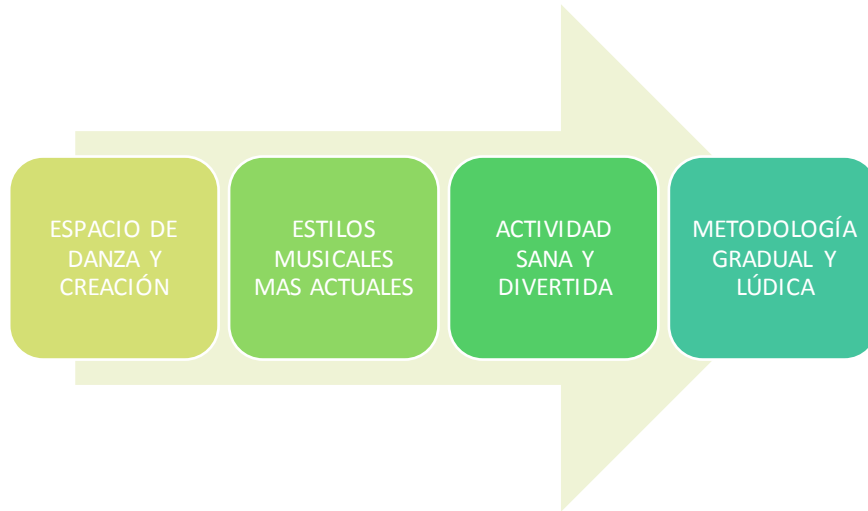 ESPACIO DE
DANZA Y
CREACIÓN
ESTILOS
MUSICALES
MAS ACTUALES
ACTIVIDAD
SANA Y
DIVERTIDA
METODOLOGÍA
GRADUAL Y
LÚDICA